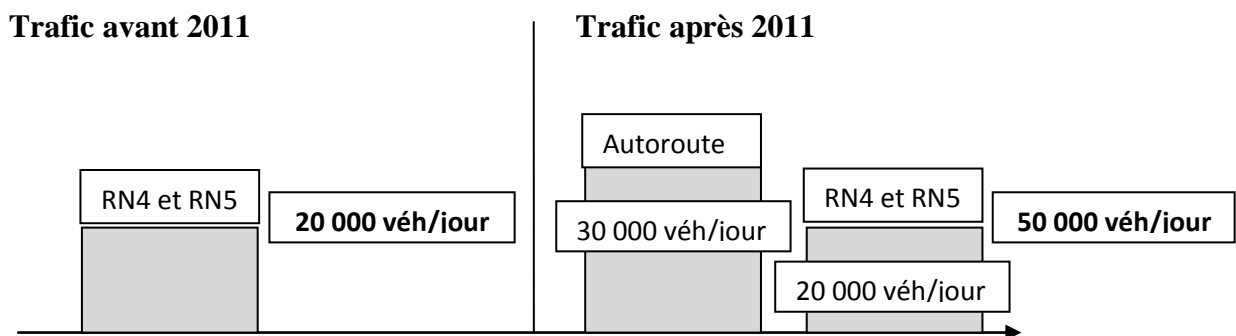 Trafic avant 2011
Trafic après 2011
Autoroute
RN4 et RN5
20 000 véh/jour
30 000 véh/jour
RN4 et RN5
50 000 véh/jour
20 000 véh/jour